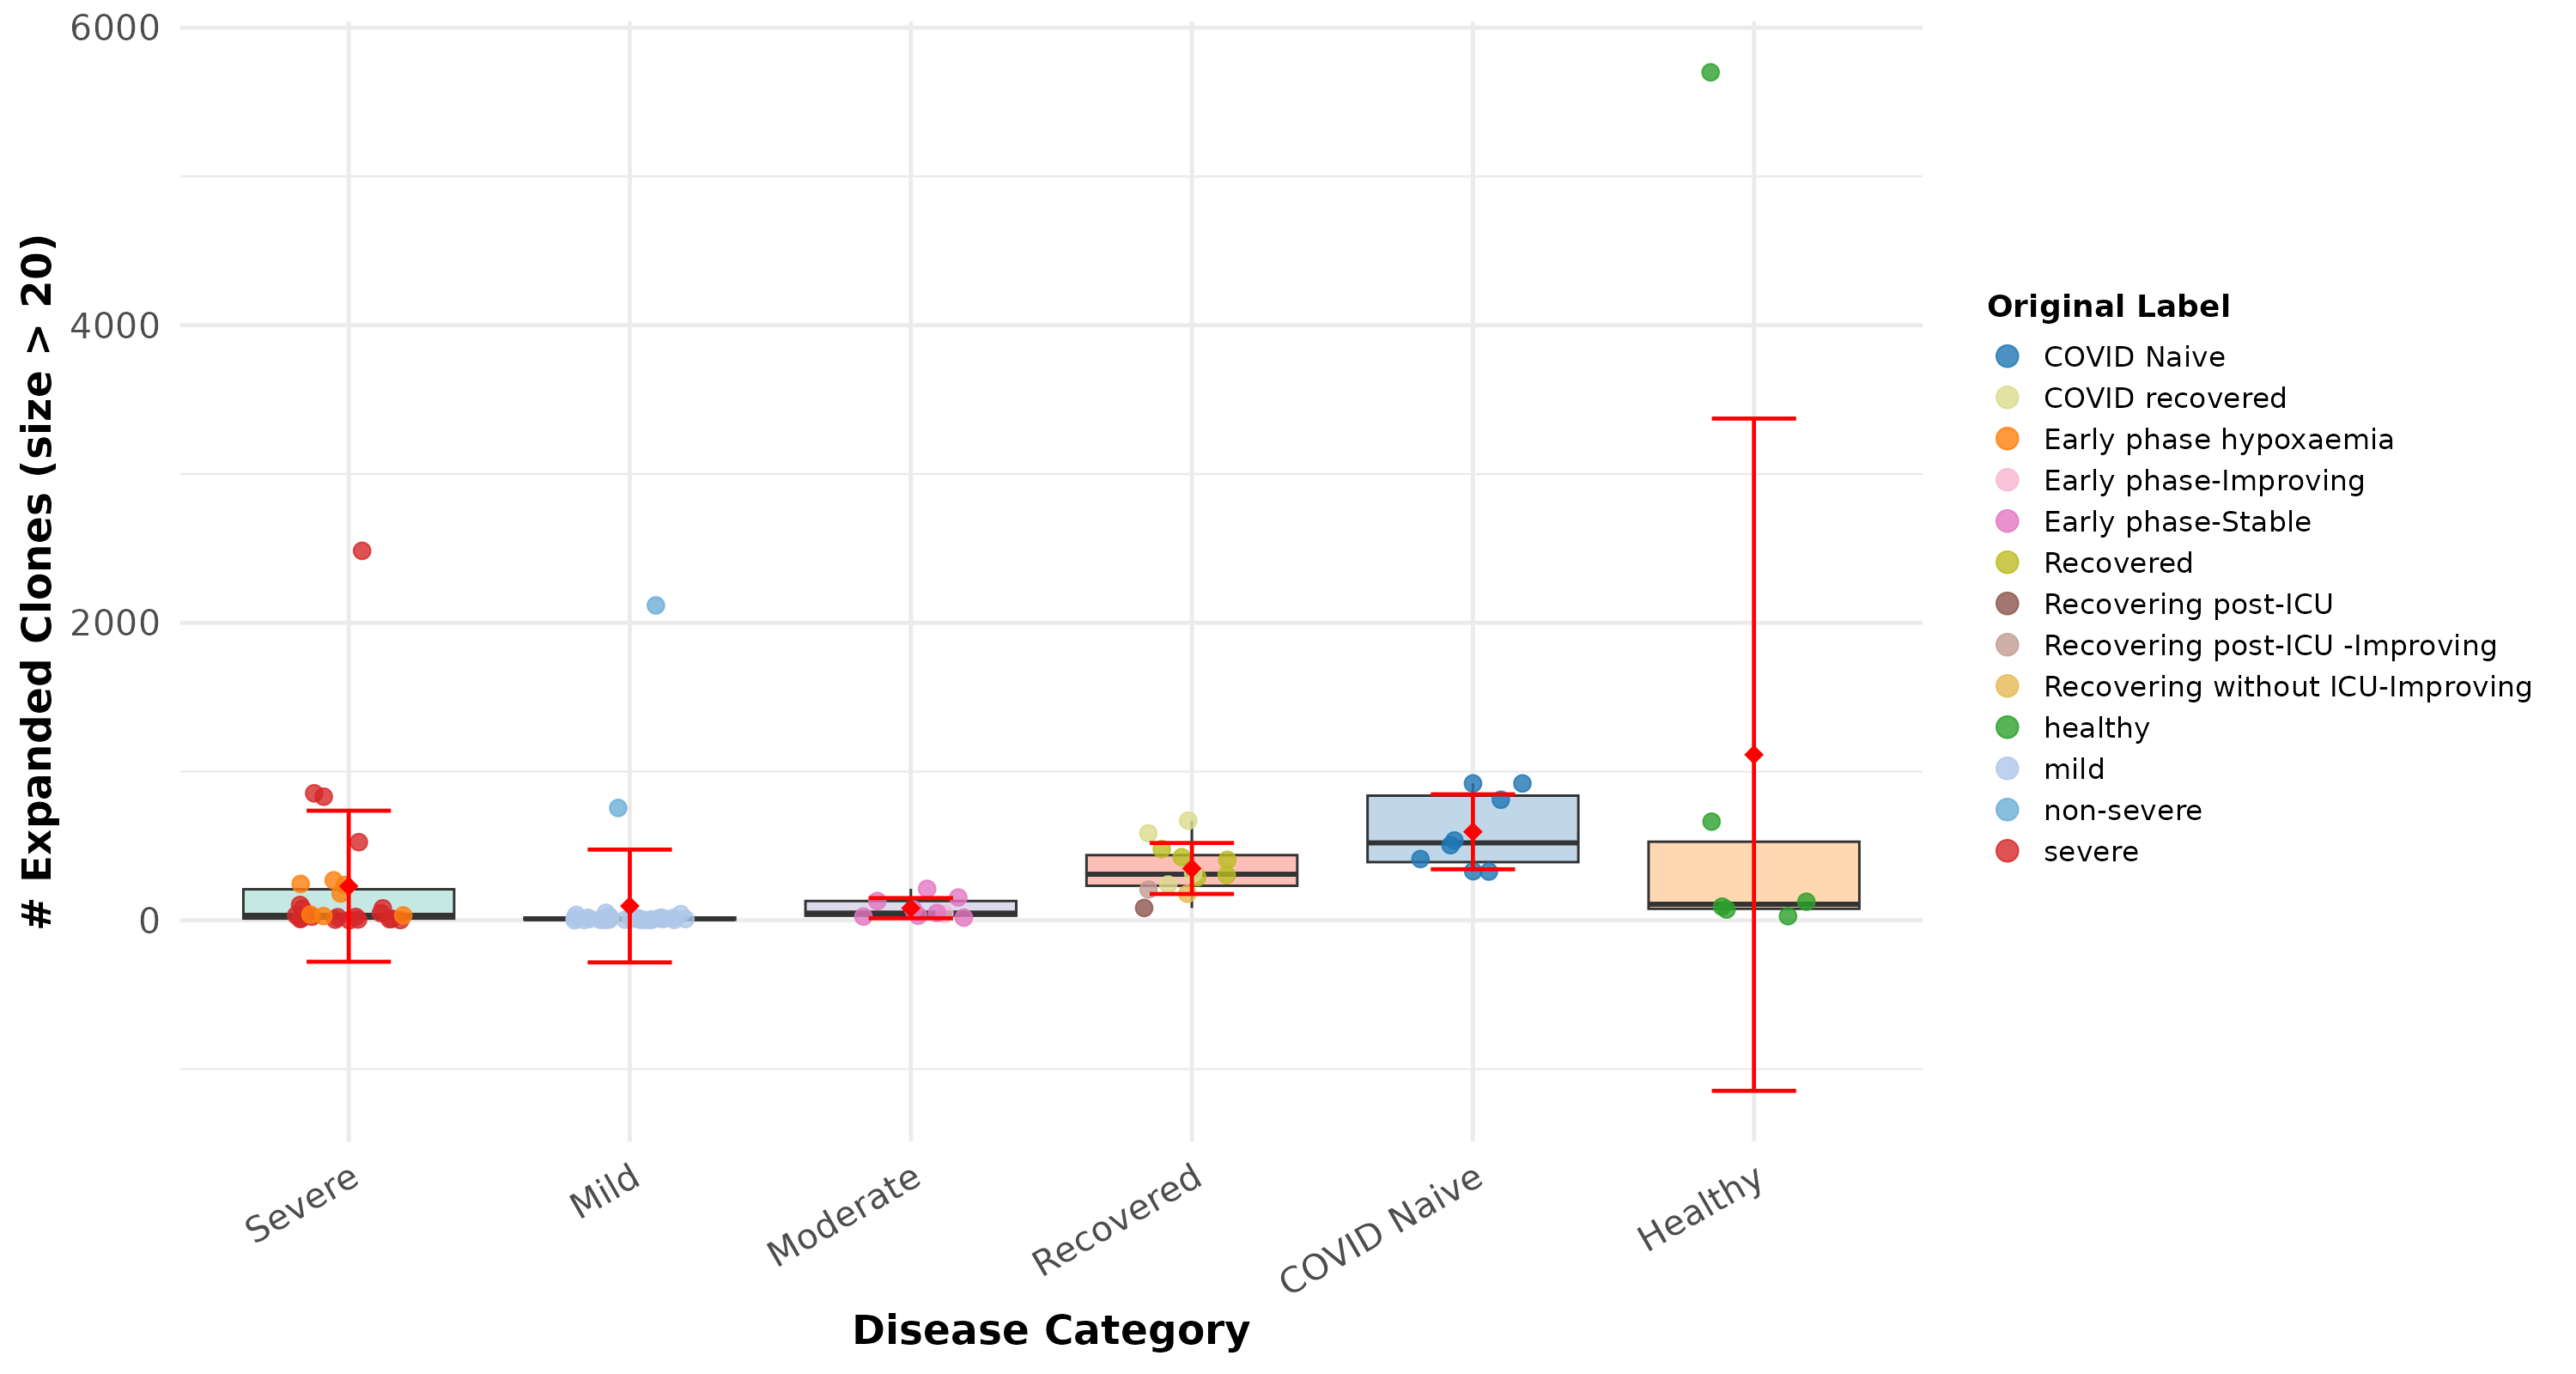 # Expanded Clones (size > 20)
6000
4000
2000
0
Severe
Mild
Moderate
Recovered
COVID Naive
Healthy
Disease Category
Original Label
COVID Naive
COVID recovered
Early phase hypoxaemia
Early phase-Improving
Early phase-Stable
Recovered
Recovering post-ICU
Recovering post-ICU -Improving
Recovering without ICU-Improving
healthy
mild
non-severe
severe